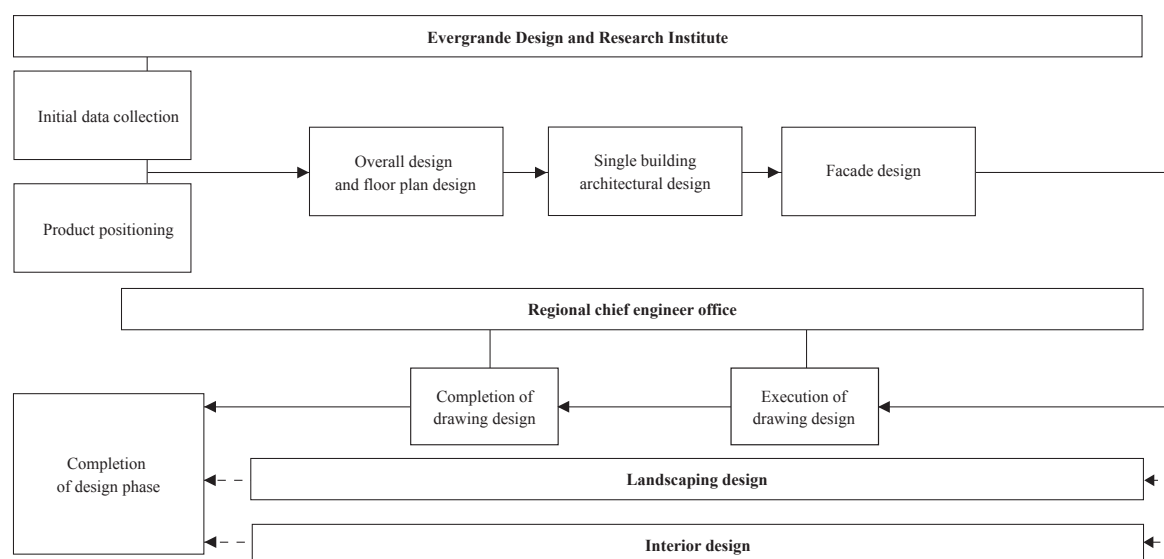 Evergrande Design and Research Institute
Initial data collection
Product positioning
Overall design
and floor plan design
Single building
architectural design
Facade design
Regional chief engineer office
Completion of
drawing design
Execution of
drawing design
Completion
of design phase
Landscaping design
Interior design